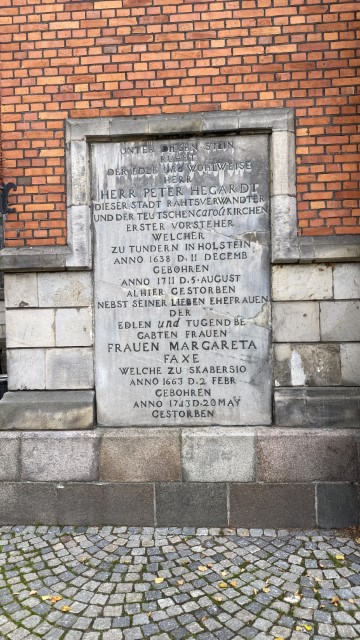 UNTER DIESEN STEIN
RUHET
DER EDLE UND WOHLWEISE
HERR
HERR PETER HEGARDT
DIESER STADT RAHTSVERWANDTER
UND DER TEUTSCHEN caroli KIRCHEN
ERSTER VORSTEHER
WELCHER
ZU TUNDERN IN HOLSTEIN
ANNO 1638 D. 11 DECEMB
GEBOHREN
ANNO 1711 D. 5. AUGUST
ALHIER GESTORBEN
NEBST SEINER LIEBEN EHEFRAUEN
DER
EDLEN und TUGENDBE
GABTEN FRAUEN
FRAUEN MARGARETA
FAXE
WELCHE ZU SKABERSIO
ANNO 1663 D. 2 FEBR
GEBOHREN
ANNO 1743 D. 20 MAY
GESTORBEN